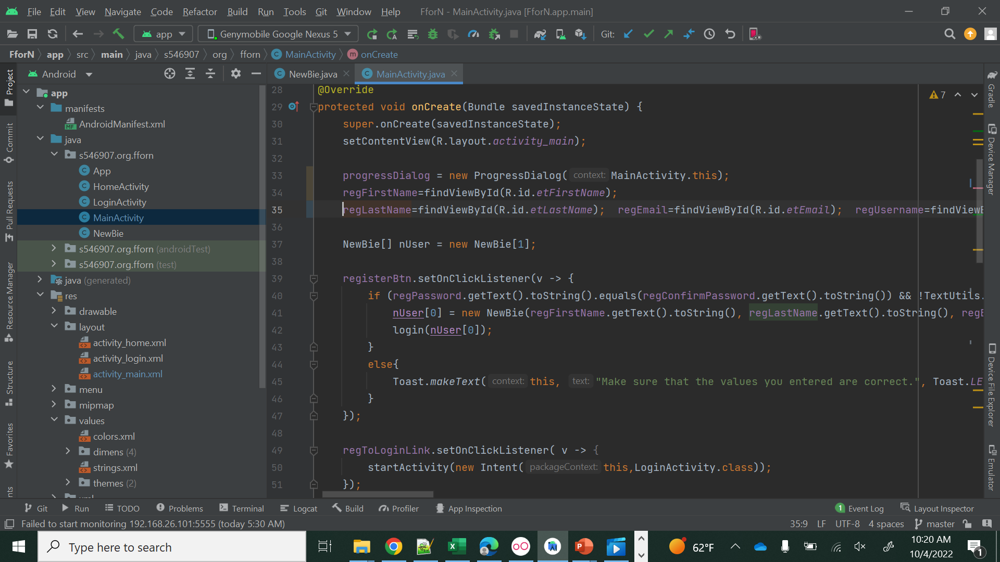 File Edit View Navigate Code Refactor Build Run Tools Git Window Help FforN - MainActivity.java [FforN.app.main]
app Genymobile Google Nexus 5 Git:
FforN app src main java s546907 org fforn MainActivity onCreate
Android
NewBie.java MainActivity.java
Project
Commit
Pull Requests
Resource Manager
Structure
Favorites
app
manifests
AndroidManifest.xml
java
s546907.org.fforn
App
HomeActivity
LoginActivity
MainActivity
NewBie
s546907.org.fforn (androidTest)
s546907.org.fforn (test)
java (generated)
res
drawable
layout
activity_home.xml
activity_login.xml
activity_main.xml
menu
mipmap
values
colors.xml
dimens (4)
strings.xml
themes (2)
7
28 @Override
29 protected void onCreate(Bundle savedInstanceState) {
30 super.onCreate(savedInstanceState);
31 setContentView(R.layout.activity_main);
32
33 progressDialog = new ProgressDialog( context: MainActivity.this);
34 regFirstName=findViewById(R.id.etFirstName);
35 regLastName=findViewById(R.id.etLastName); regEmail=findViewById(R.id.etEmail); regUsername=findViewB
36
37 NewBie[] nUser = new NewBie[1];
38
39 registerBtn.setOnClickListener(v -> {
40 if (regPassword.getText().toString().equals(regConfirmPassword.getText().toString()) && !TextUtils.
41 nUser[0] = new NewBie(regFirstName.getText().toString(), regLastName.getText().toString(), regE
42 login(nUser[0]);
43 }
44 else{
45 Toast.makeText( context: this, text: "Make sure that the values you entered are correct.", Toast.LE
46 }
47 });
48
49 regToLoginLink.setOnClickListener( v -> {
50 startActivity(new Intent( packageContext: this,LoginActivity.class));
51 });
Gradle
Device Manager
Device File Explorer
Emulator
Git Run TODO Problems Terminal Logcat Build Profiler App Inspection 1 Event Log Layout Inspector
Failed to start monitoring 192.168.26.101:5555 (today 5:30 AM) 35:9 LF UTF-8 4 spaces master
Type here to search 62°F 10:20 AM
10/4/2022 1